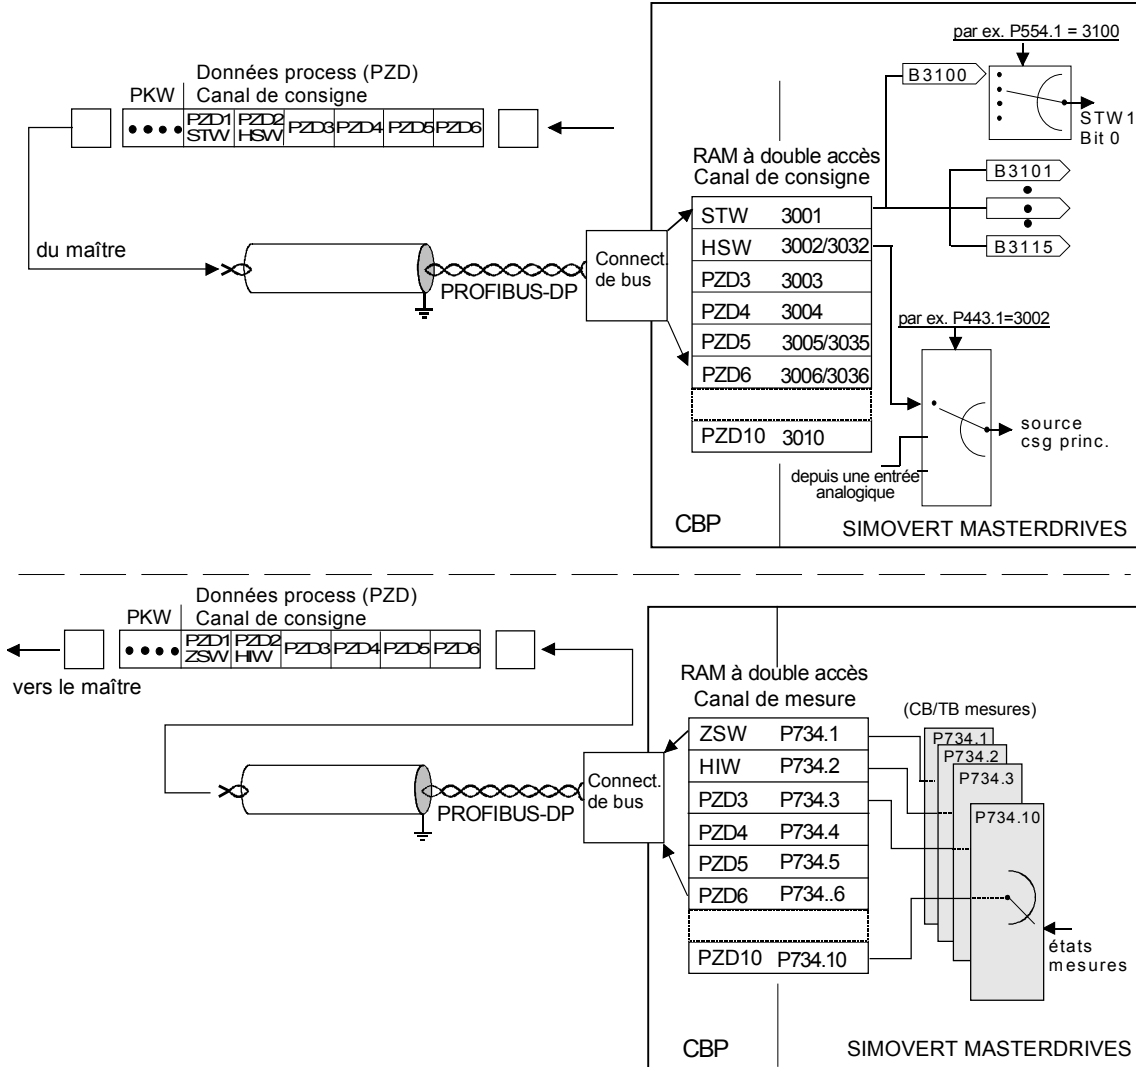 par ex. P554.1 = 3100
Données process (PZD)
PKW Canal de consigne
PZD1 PZD2 PZD3 PZD4 PZD5 PZD6
STW HSW
B3100
STW1
Bit 0
RAM à double accès
Canal de consigne
B3101
B3115
STW 3001
HSW 3002/3032
PZD3 3003
PZD4 3004
PZD5 3005/3035
PZD6 3006/3036
PZD10 3010
du maître
PROFIBUS-DP
Connect.
de bus
par ex. P443.1=3002
source
csg princ.
depuis une entrée
analogique
CBP SIMOVERT MASTERDRIVES
Données process (PZD)
PKW Canal de consigne
PZD1 PZD2 PZD3 PZD4 PZD5 PZD6
ZSW HIW
vers le maître
RAM à double accès
Canal de mesure
(CB/TB mesures)
ZSW P734.1
HIW P734.2
PZD3 P734.3
PZD4 P734.4
PZD5 P734.5
PZD6 P734..6
PZD10 P734.10
PROFIBUS-DP
Connect.
de bus
P734.1
P734.2
P734.3
P734.10
états
mesures
CBP SIMOVERT MASTERDRIVES